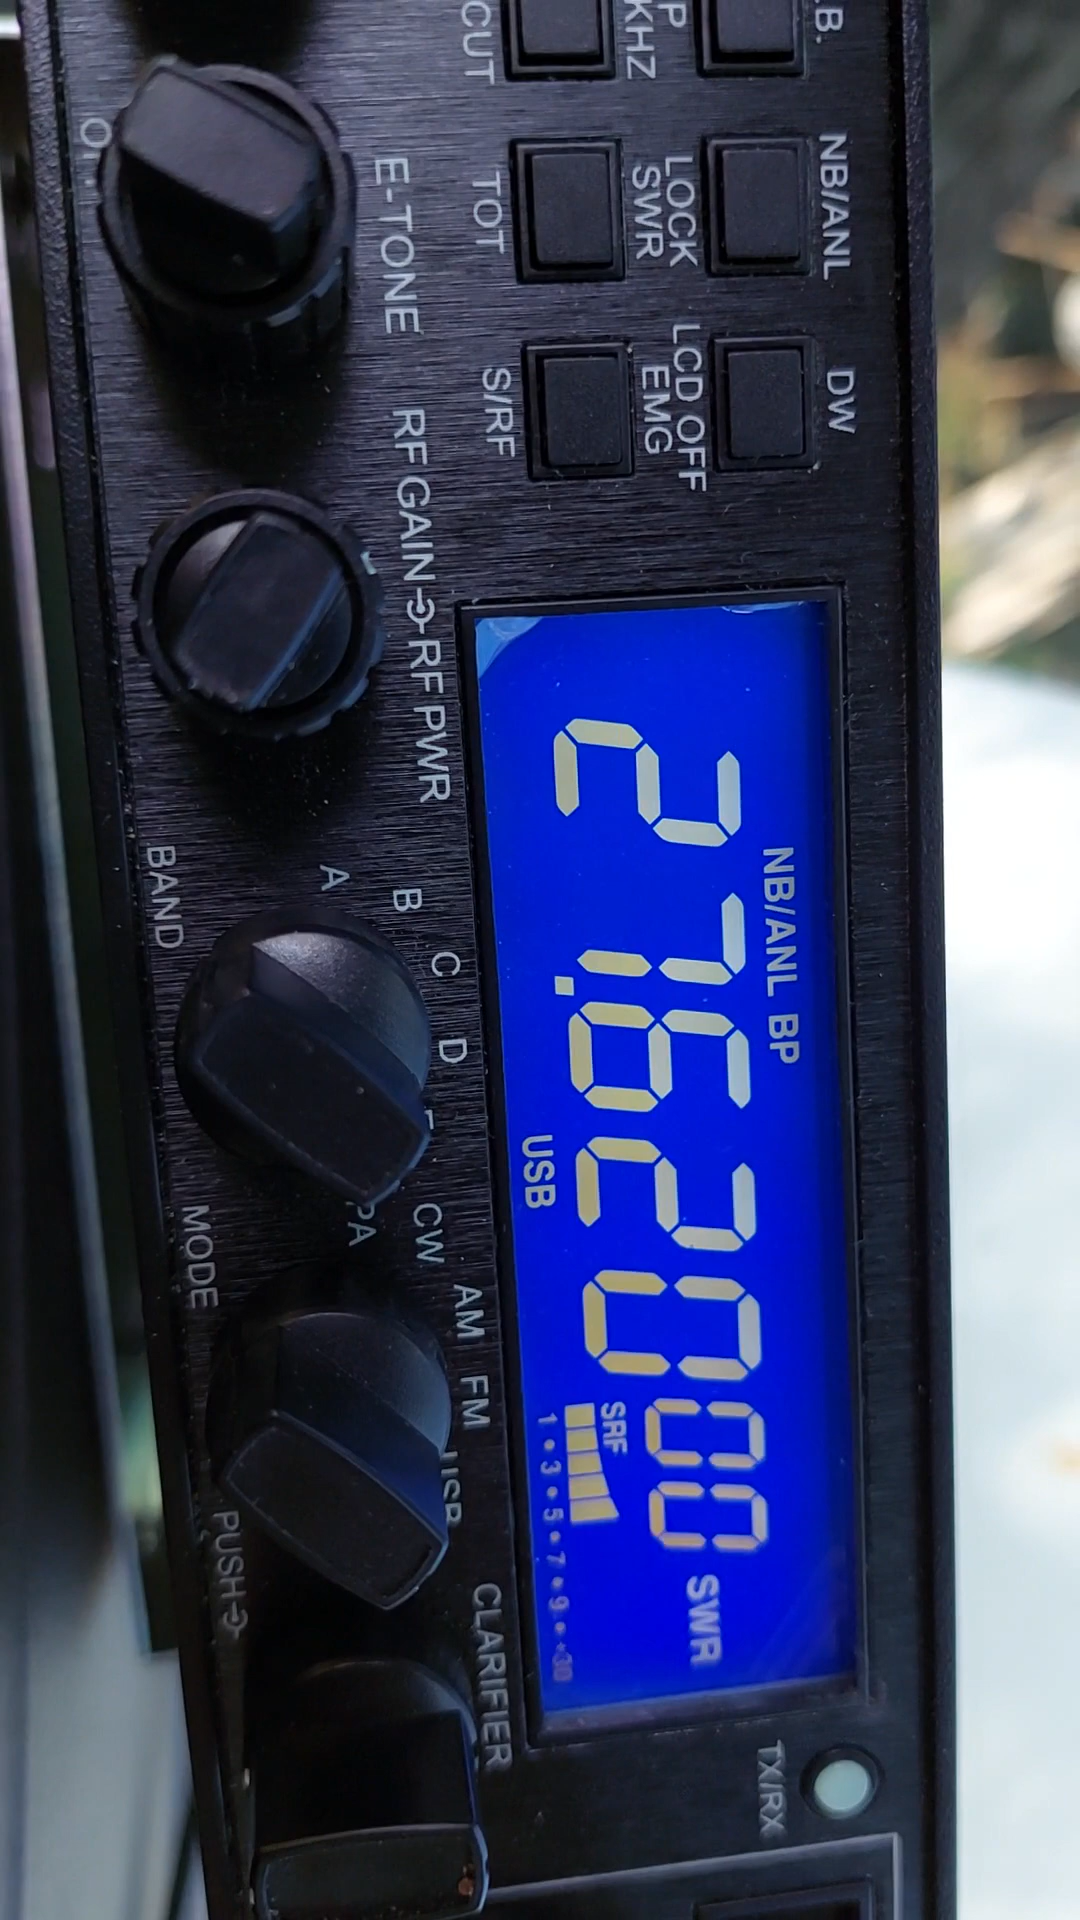 NB/ANL DW
LOCK LCD OFF
KHZ SWR EMG
CUT TOT S/RF
NB/ANL BP
27.62000 SWR
SRF
USB
1•3•5•7•9•+30
TX/RX
E-TONE RF GAIN RF PWR
A B C D
PA CW AM FM USB
CLARIFIER
BAND MODE PUSH